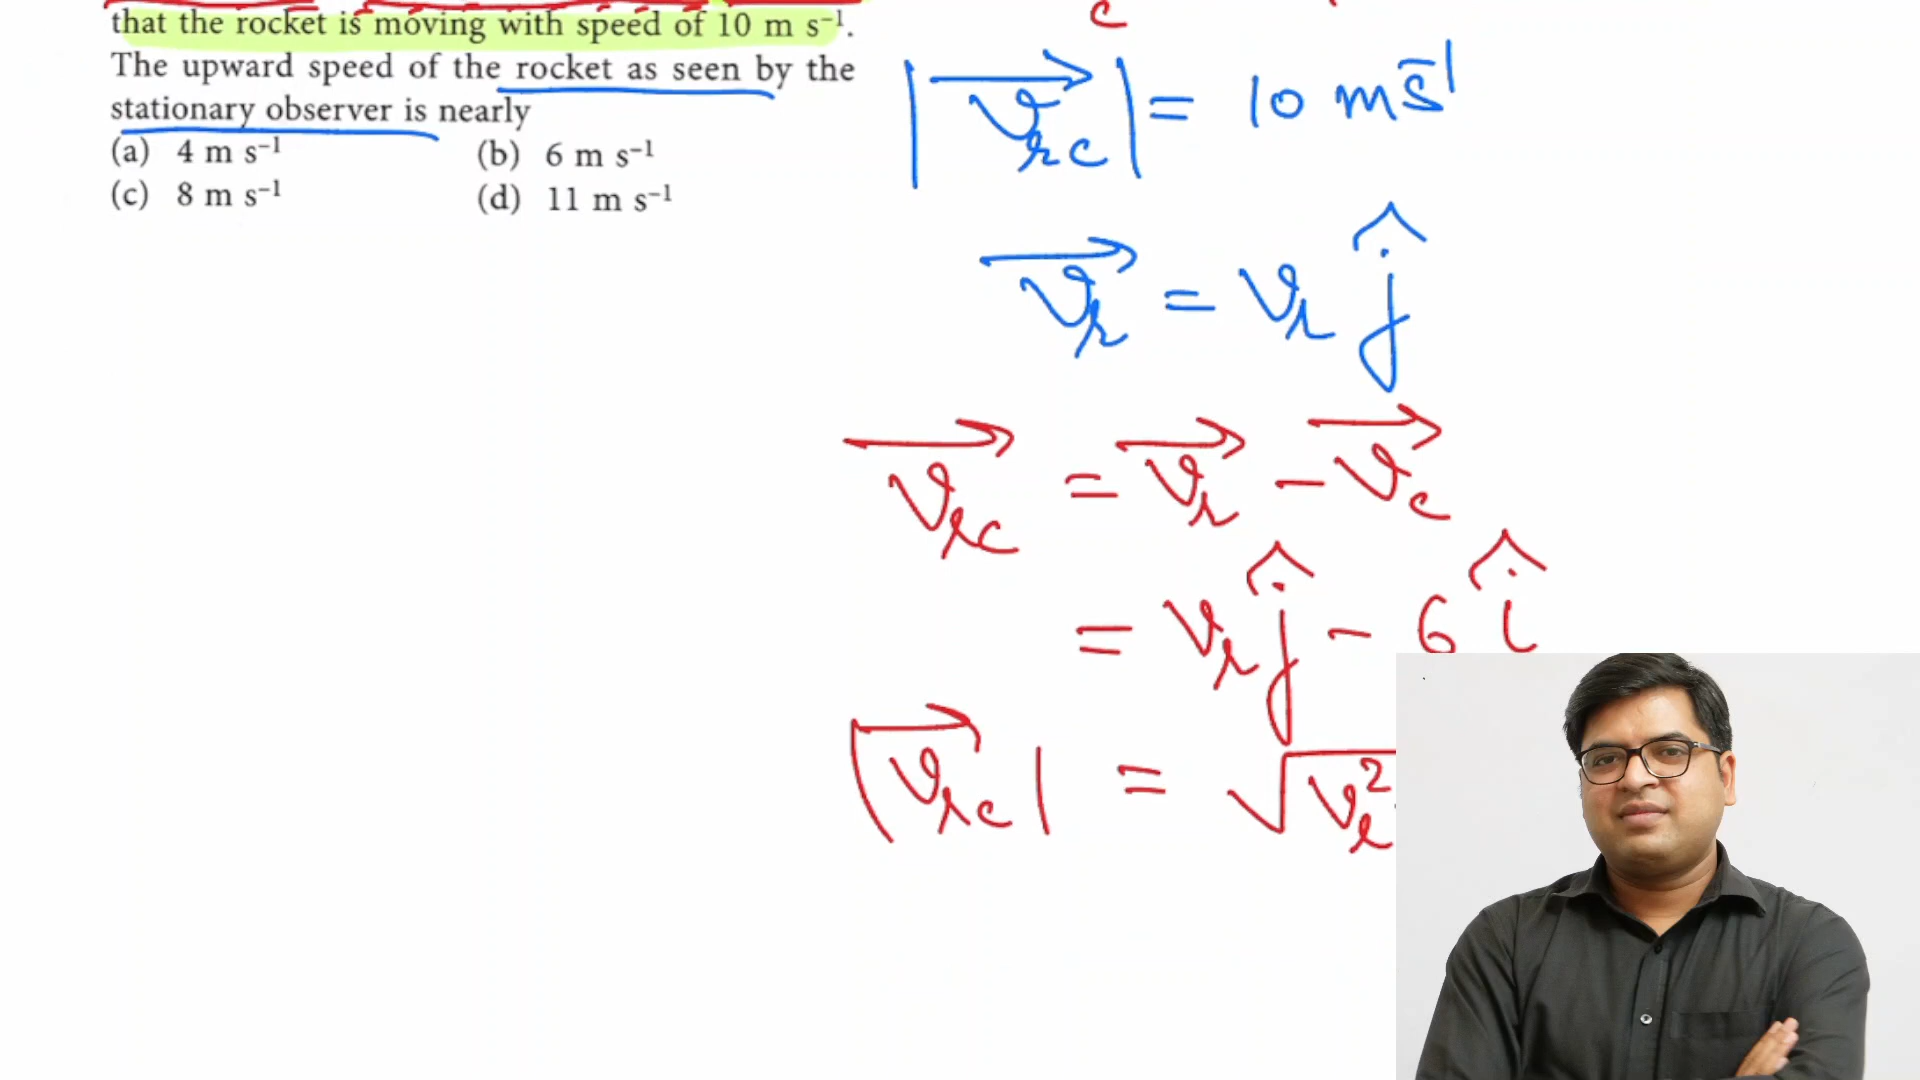 that the rocket is moving with speed of 10 m s⁻¹.
c
The upward speed of the rocket as seen by the
stationary observer is nearly
(a) 4 m s⁻¹ (b) 6 m s⁻¹
(c) 8 m s⁻¹ (d) 11 m s⁻¹
|v⃗rc| = 10 ms⁻¹
v⃗r = vr ĵ
v⃗rc = v⃗r − v⃗c
= vr ĵ − 6 î
|v⃗rc| = √vr²